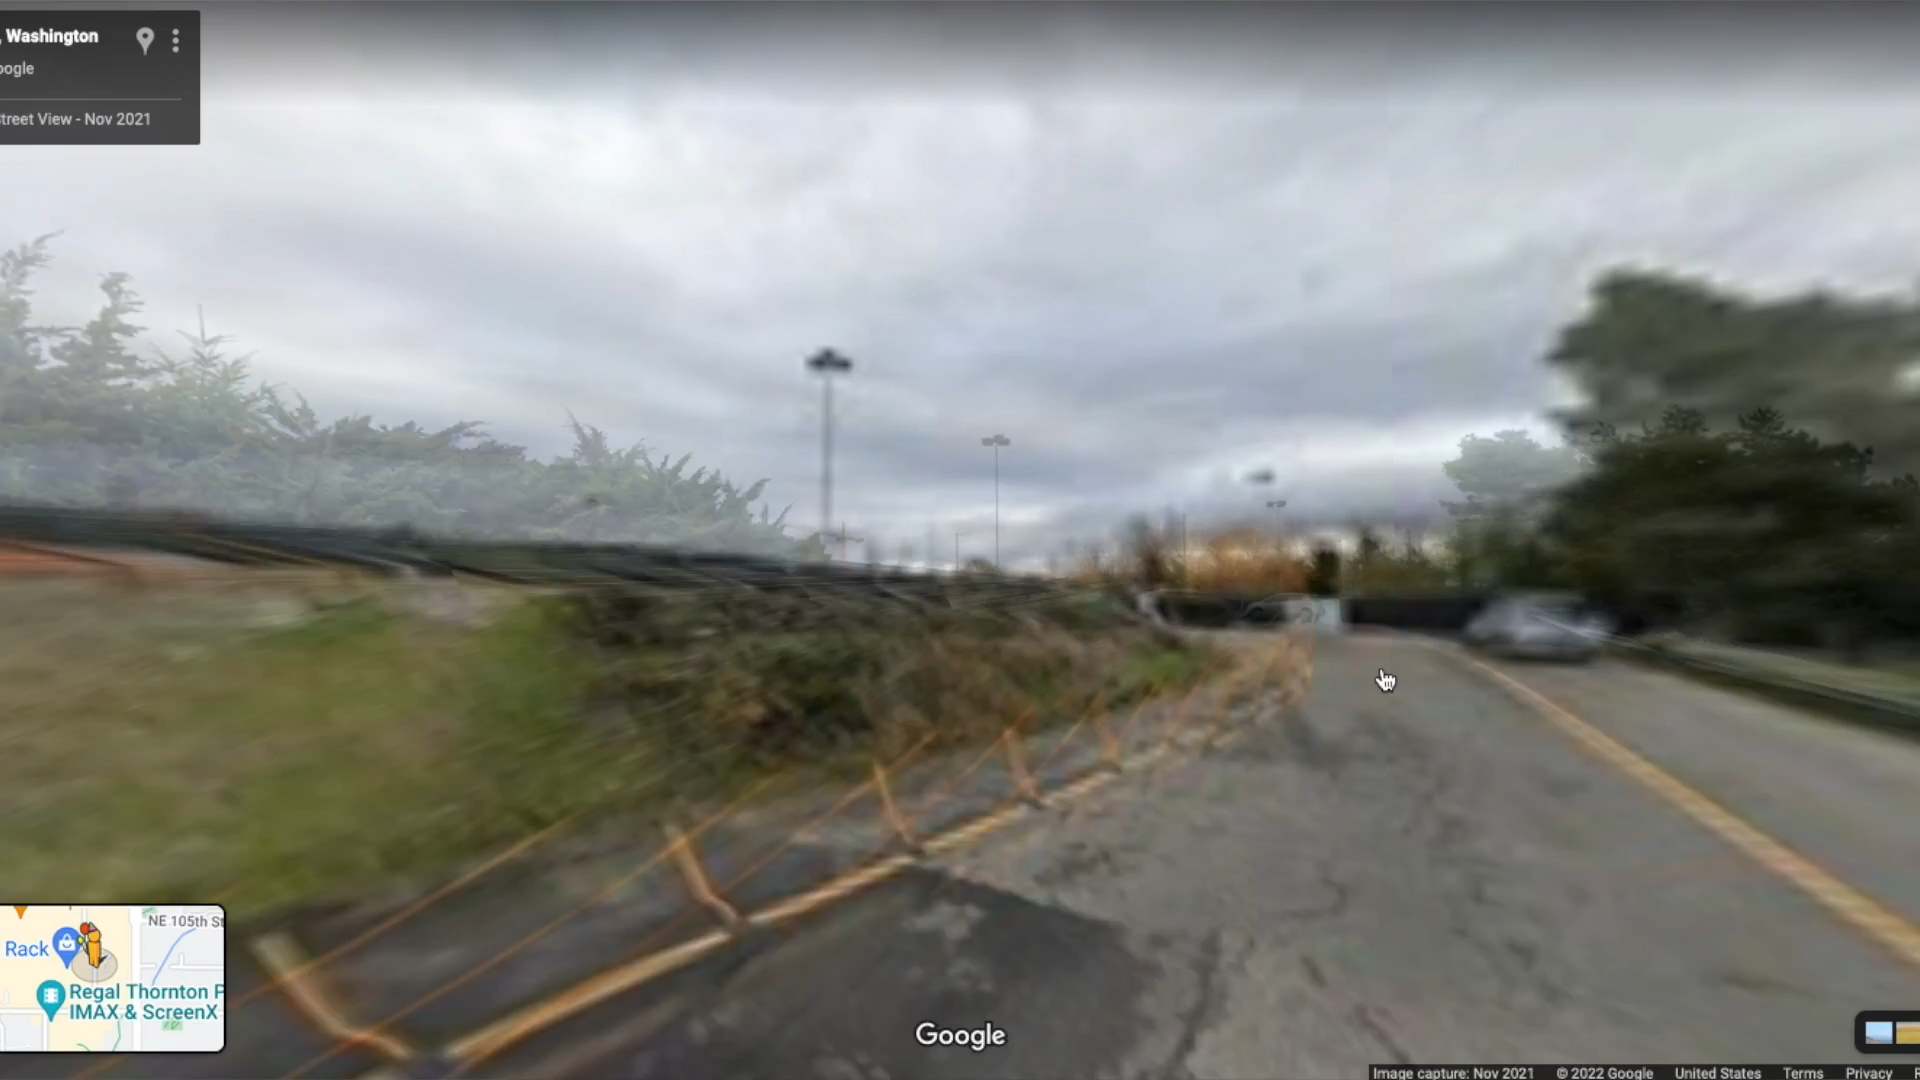 , Washington
oogle
Street View - Nov 2021
NE 105th St
Rack
Regal Thornton P
IMAX & ScreenX
Google
Image capture: Nov 2021 © 2022 Google United States Terms Privacy